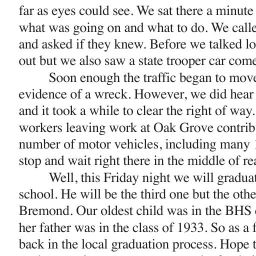 far as eyes could see. We sat there a minute
what was going on and what to do. We calle
and asked if they knew. Before we talked lo
out but we also saw a state trooper car come
Soon enough the traffic began to move
evidence of a wreck. However, we did hear
and it took a while to clear the right of way.
workers leaving work at Oak Grove contrib
number of motor vehicles, including many
stop and wait right there in the middle of rea
Well, this Friday night we will graduat
school. He will be the third one but the othe
Bremond. Our oldest child was in the BHS
her father was in the class of 1933. So as a f
back in the local graduation process. Hope t